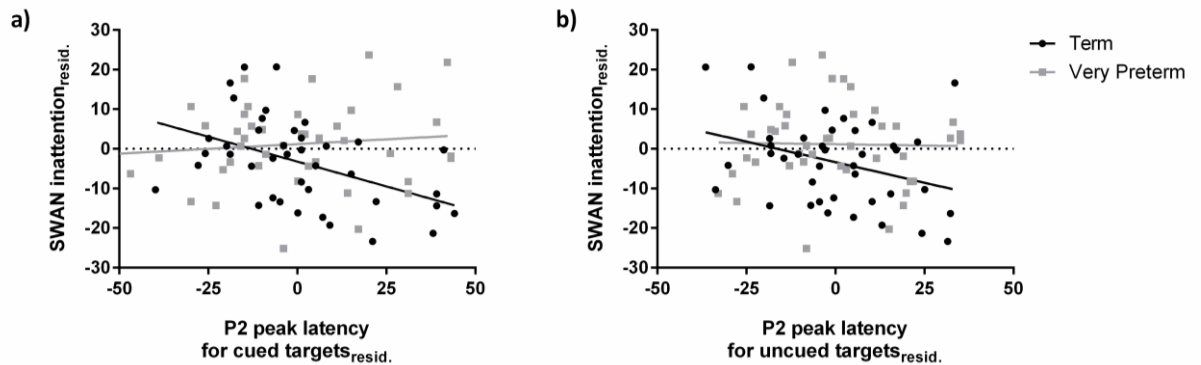 a)
SWAN inattention resid.
30
20
10
0
-10
-20
-30
-50
-25
0
25
50
P2 peak latency
for cued targets resid.
b)
SWAN inattention resid.
30
20
10
0
-10
-20
-30
-50
-25
0
25
50
P2 peak latency
for uncued targets resid.
Term
Very Preterm